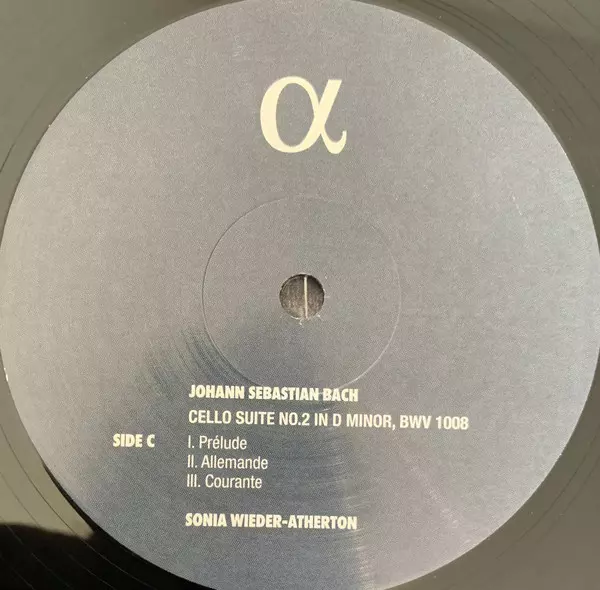 α
JOHANN SEBASTIAN BACH
CELLO SUITE NO.2 IN D MINOR, BWV 1008
SIDE C I. Prélude
II. Allemande
III. Courante
SONIA WIEDER-ATHERTON